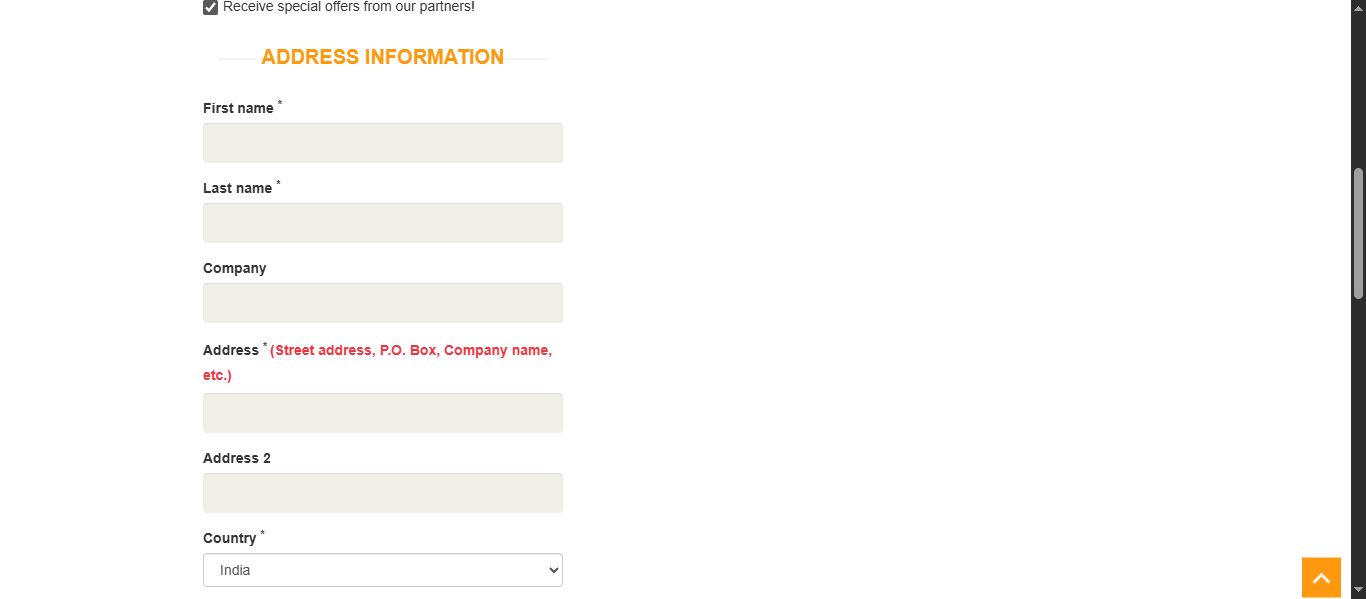 Receive special offers from our partners!
ADDRESS INFORMATION
First name *
Last name *
Company
Address * (Street address, P.O. Box, Company name,
etc.)
Address 2
Country *
India